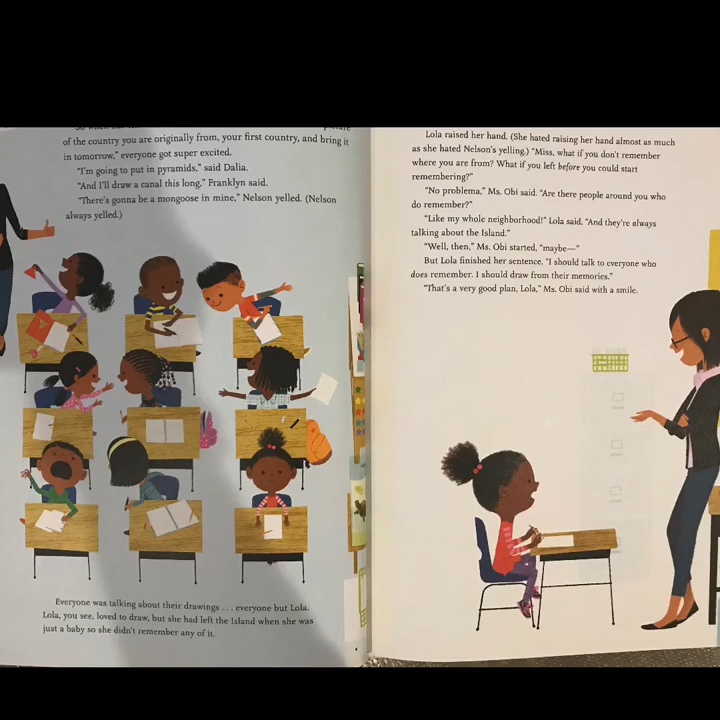 picture
of the country you are originally from, your first country, and bring it
in tomorrow,” everyone got super excited.
“I’m going to put in pyramids,” said Dalia.
“And I’ll draw a canal this long,” Franklyn said.
“There’s gonna be a mongoose in mine,” Nelson yelled. (Nelson
always yelled.)
Everyone was talking about their drawings . . . everyone but Lola.
Lola, you see, loved to draw, but she had left the Island when she was
just a baby so she didn’t remember any of it.
Lola raised her hand. (She hated raising her hand almost as much
as she hated Nelson’s yelling.) “Miss, what if you don’t remember
where you are from? What if you left before you could start
remembering?”
“No problema,” Ms. Obi said. “Are there people around you who
do remember?”
“Like my whole neighborhood!” Lola said. “And they’re always
talking about the Island.”
“Well, then,” Ms. Obi started, “maybe—”
But Lola finished her sentence. “I should talk to everyone who
does remember. I should draw from their memories.”
“That’s a very good plan, Lola,” Ms. Obi said with a smile.